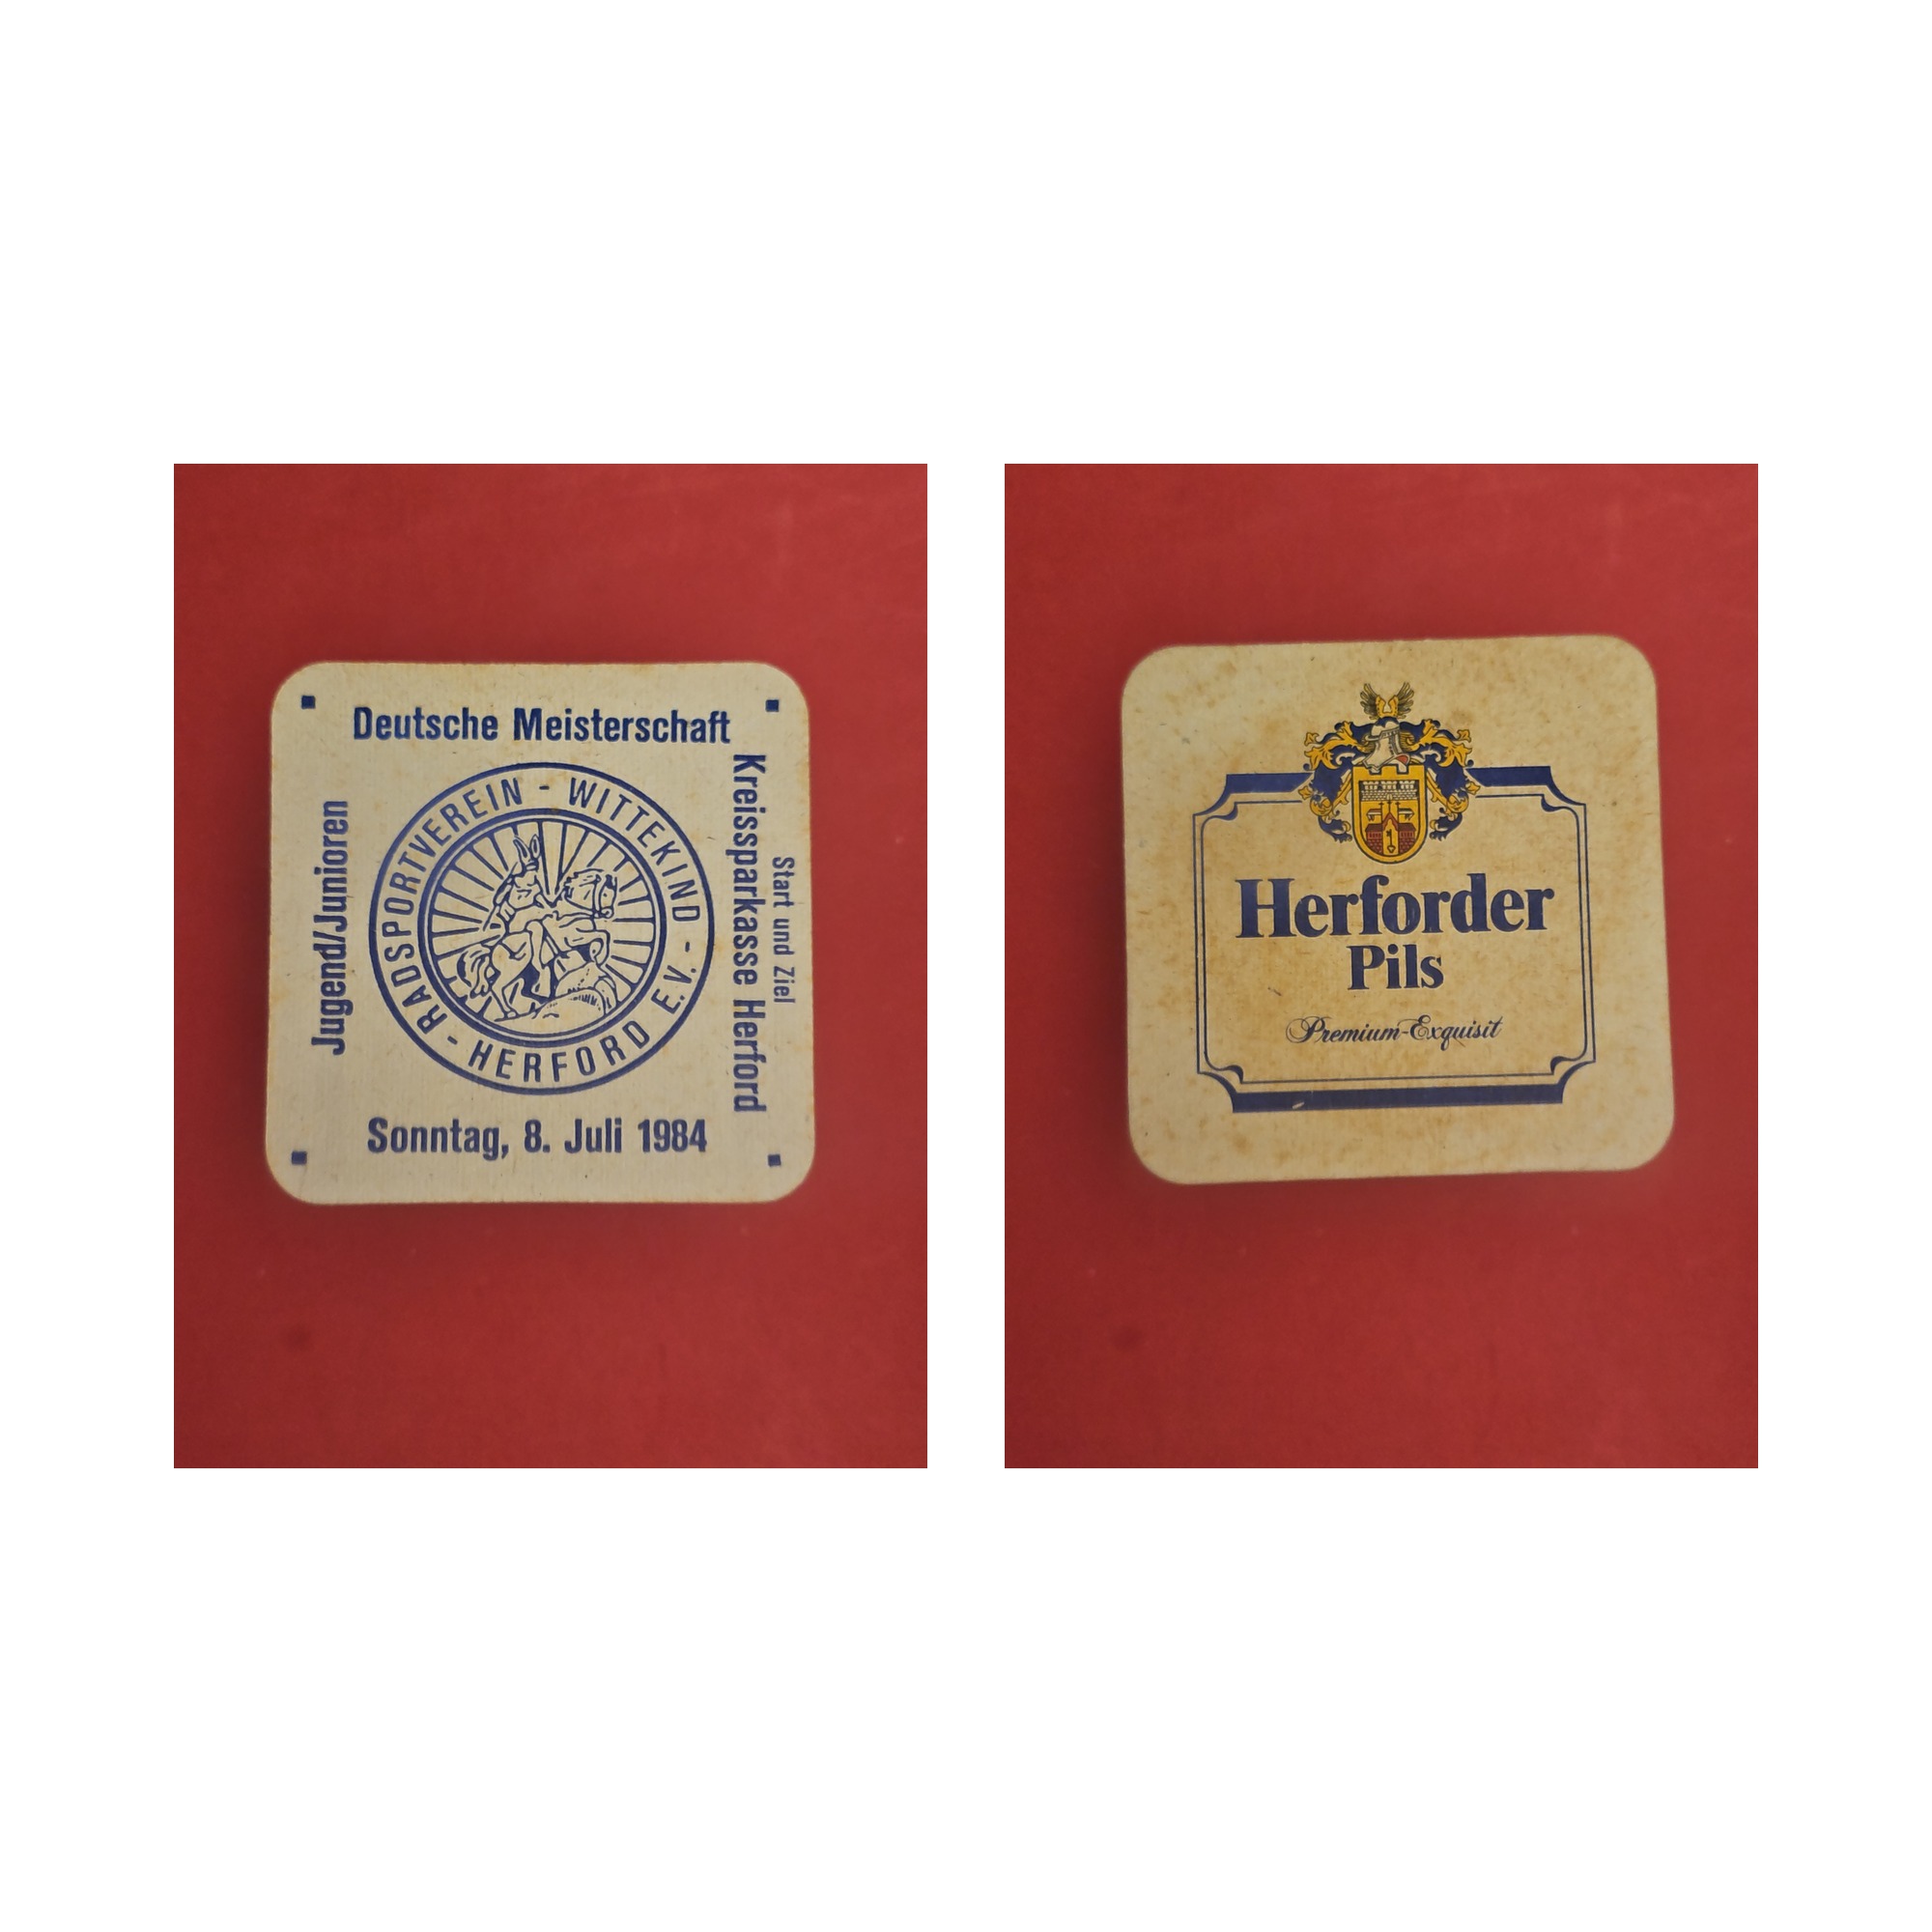 Deutsche Meisterschaft
Jugend/Junioren
RADSPORTVEREIN - WITTEKIND - HERFORD E.V. -
Start und Ziel
Kreissparkasse Herford
Sonntag, 8. Juli 1984
Herforder
Pils
Premium-Exquisit